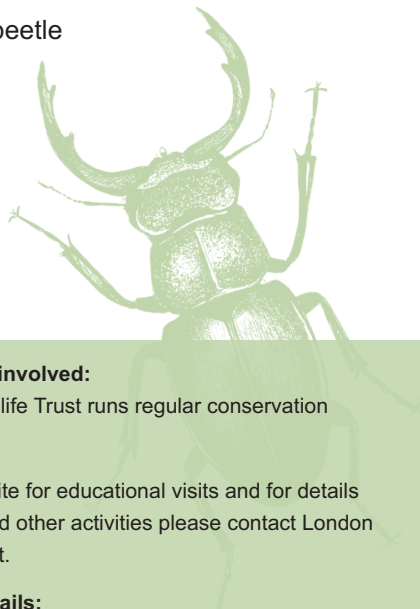 beetle
involved:
life Trust runs regular conservation
ite for educational visits and for details
d other activities please contact London
t.
ails: